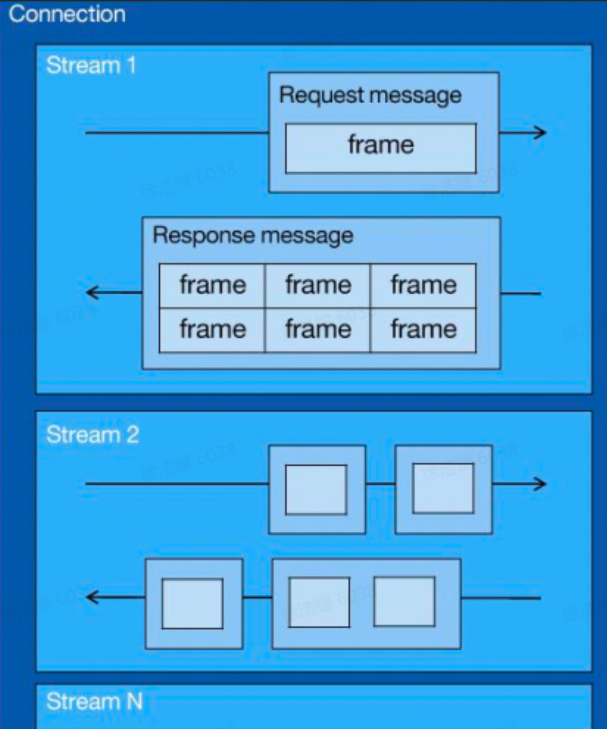 Connection
Stream 1
Request message
frame
Response message
frame frame frame
frame frame frame
Stream 2
Stream N